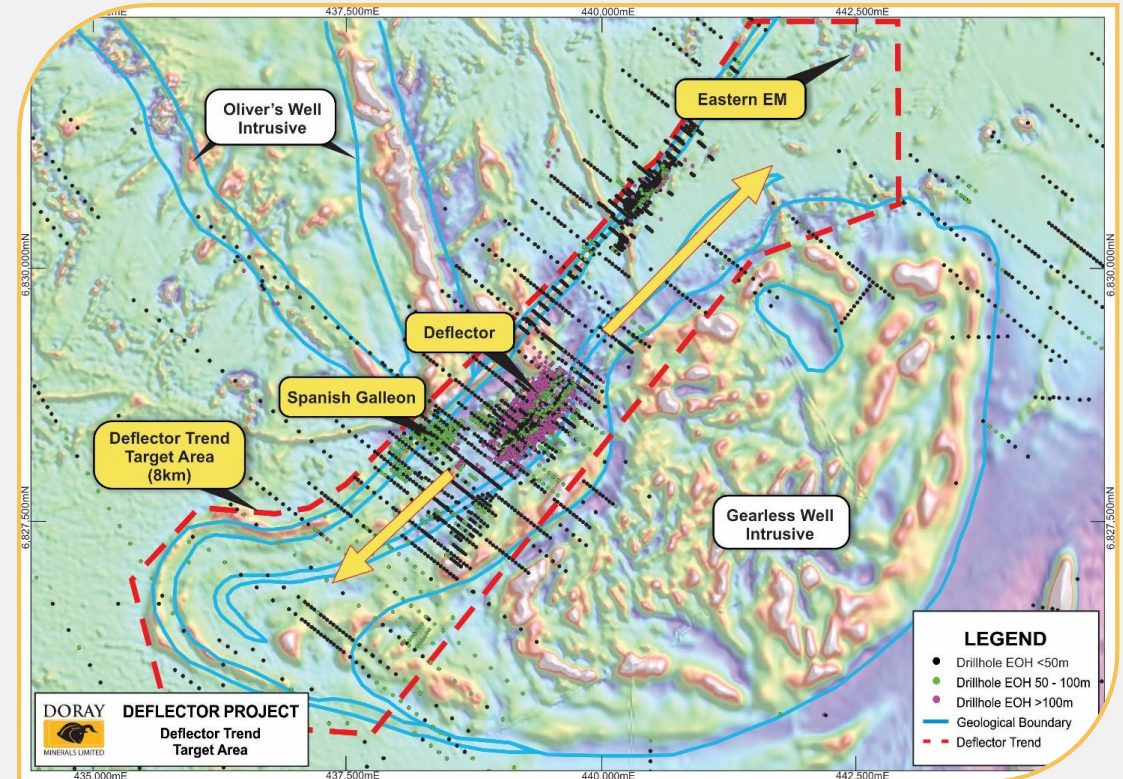 437,500mE
440,000mE
442,500mE
Oliver's Well
Intrusive
Eastern EM
6,830,000mN
6,830,000mN
Deflector
Spanish Galleon
Deflector Trend
Target Area
(8km)
6,827,500mN
6,827,500mN
Gearless Well
Intrusive
LEGEND
Drillhole EOH <50m
Drillhole EOH 50 - 100m
Drillhole EOH >100m
Geological Boundary
Deflector Trend
DORAY
MINERALS LIMITED
DEFLECTOR PROJECT
Deflector Trend
Target Area
435,000mE
437,500mE
440,000mE
442,500mE